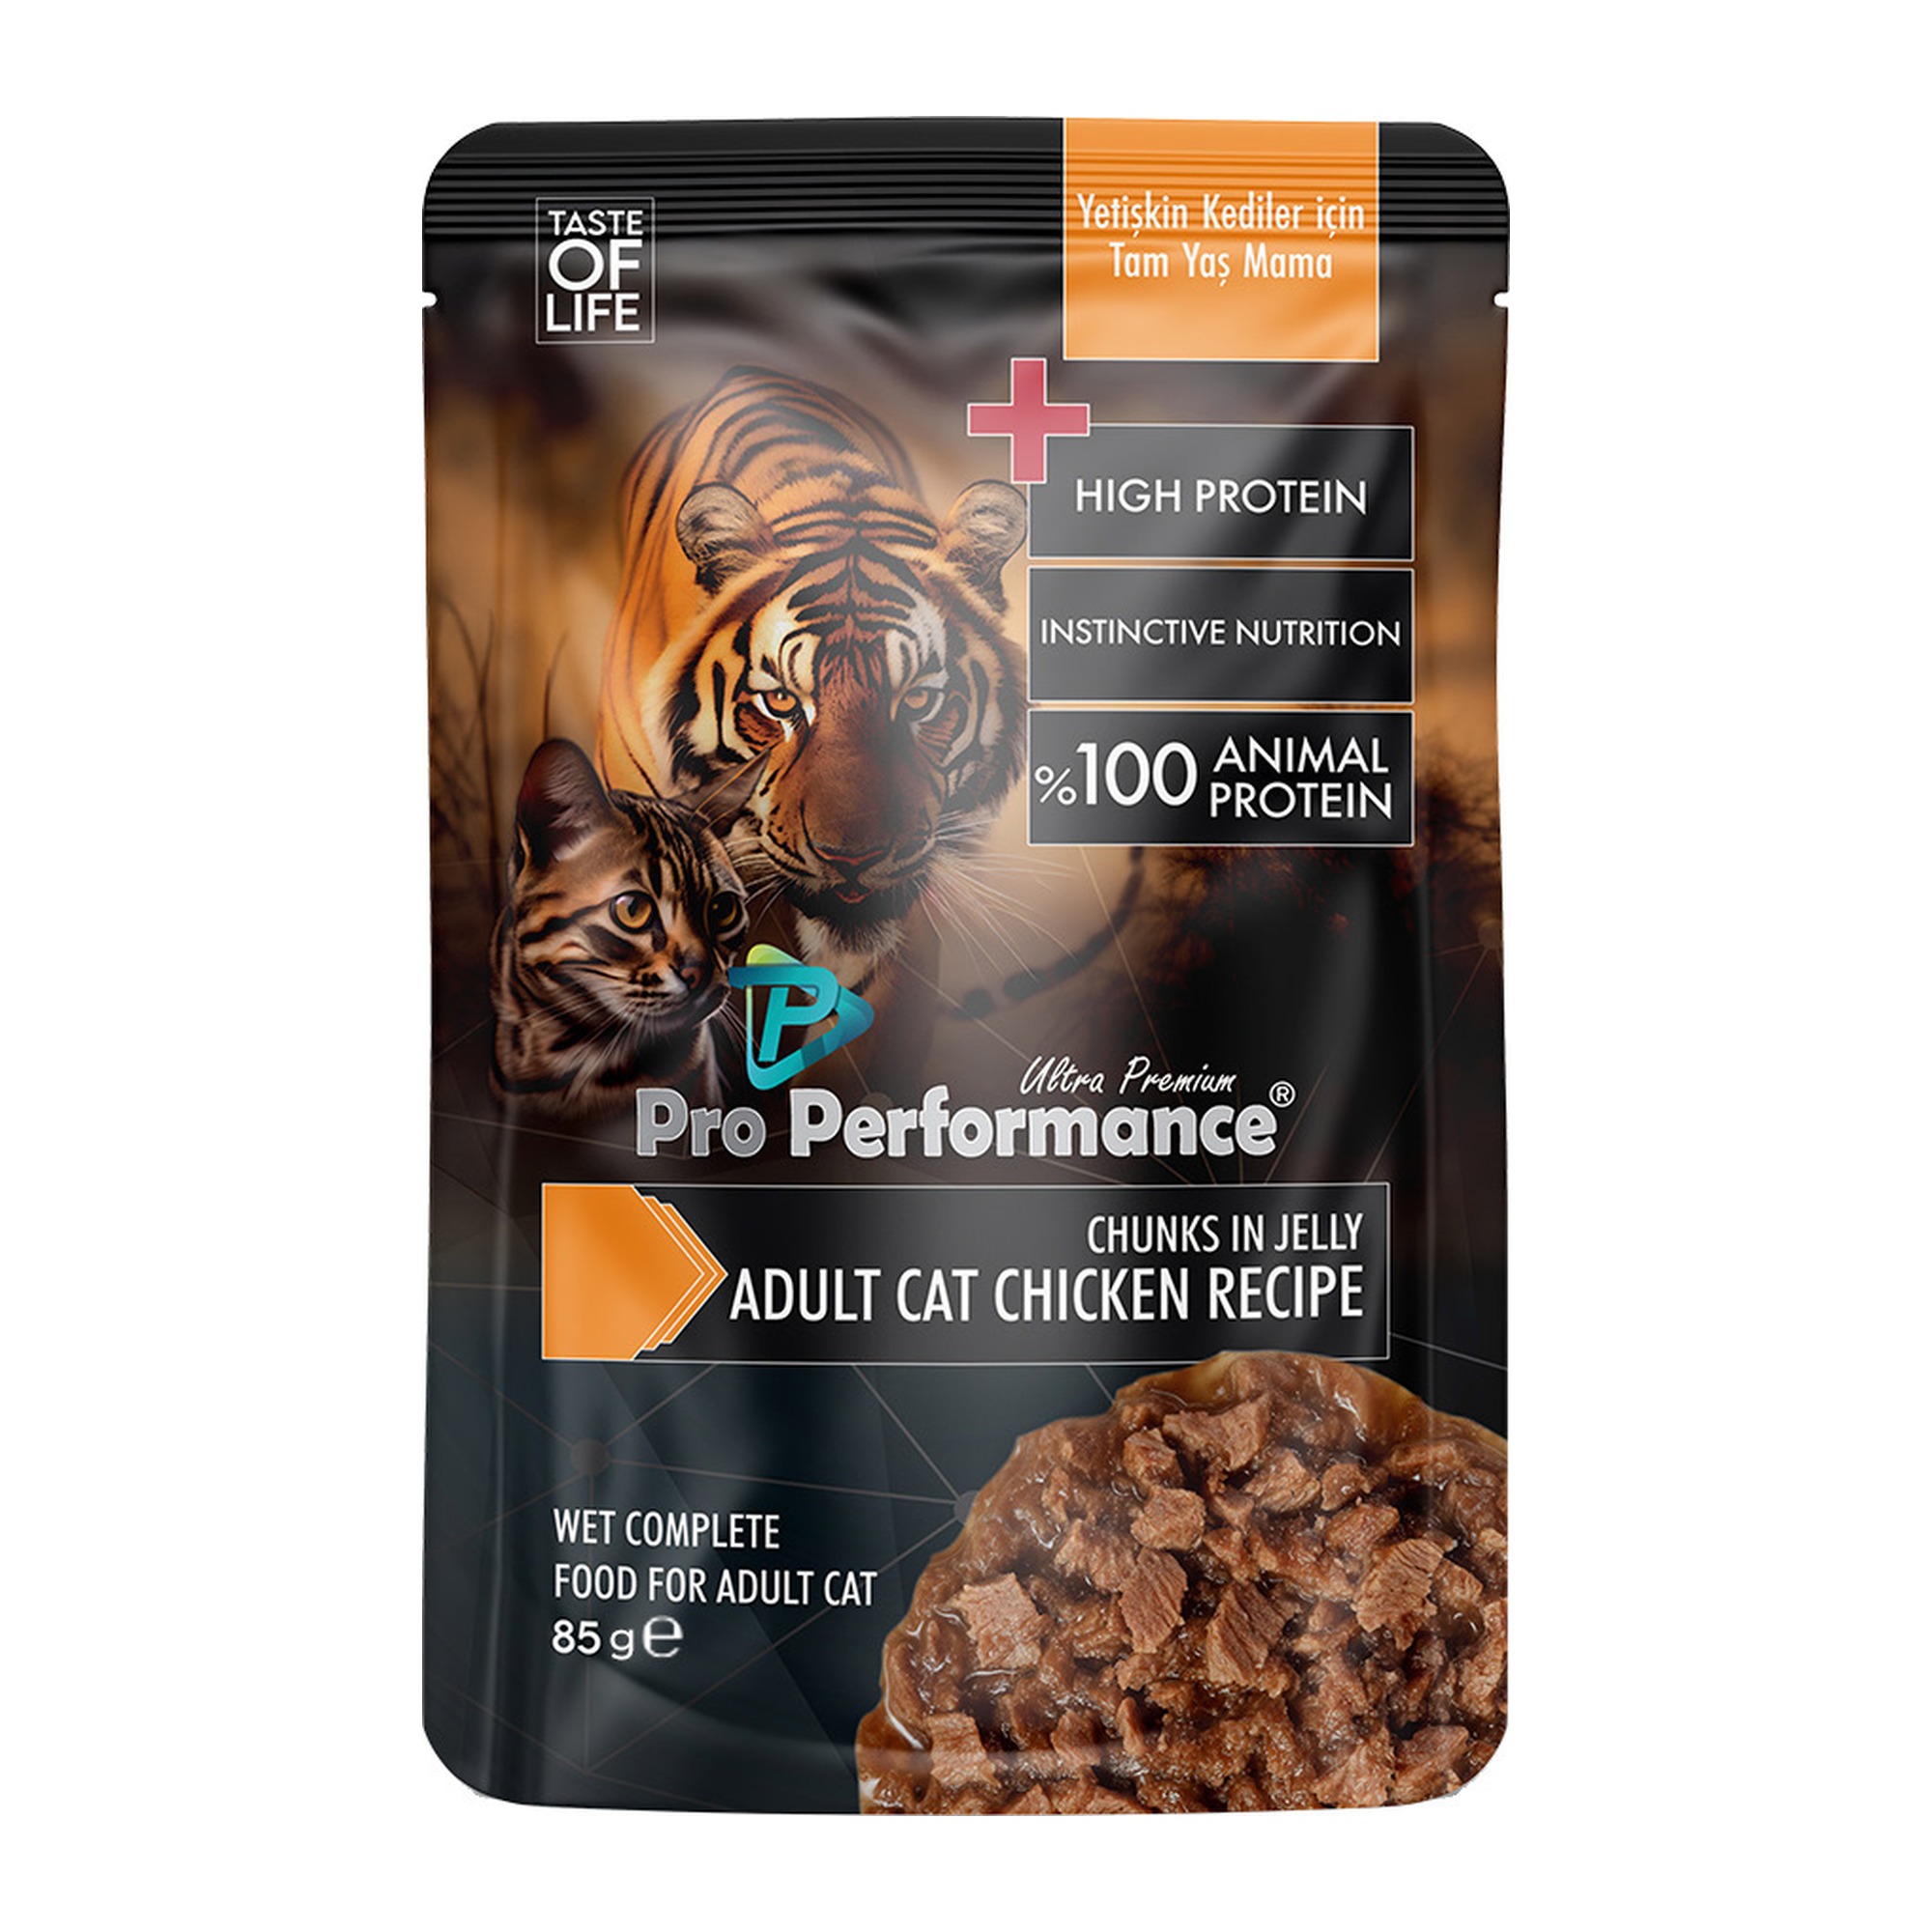 TASTE
OF
LIFE
Yetişkin Kediler için
Tam Yaş Mama
HIGH PROTEIN
INSTINCTIVE NUTRITION
%100 ANIMAL
PROTEIN
P
Ultra Premium
Pro Performance®
CHUNKS IN JELLY
ADULT CAT CHICKEN RECIPE
WET COMPLETE
FOOD FOR ADULT CAT
85 g ℮